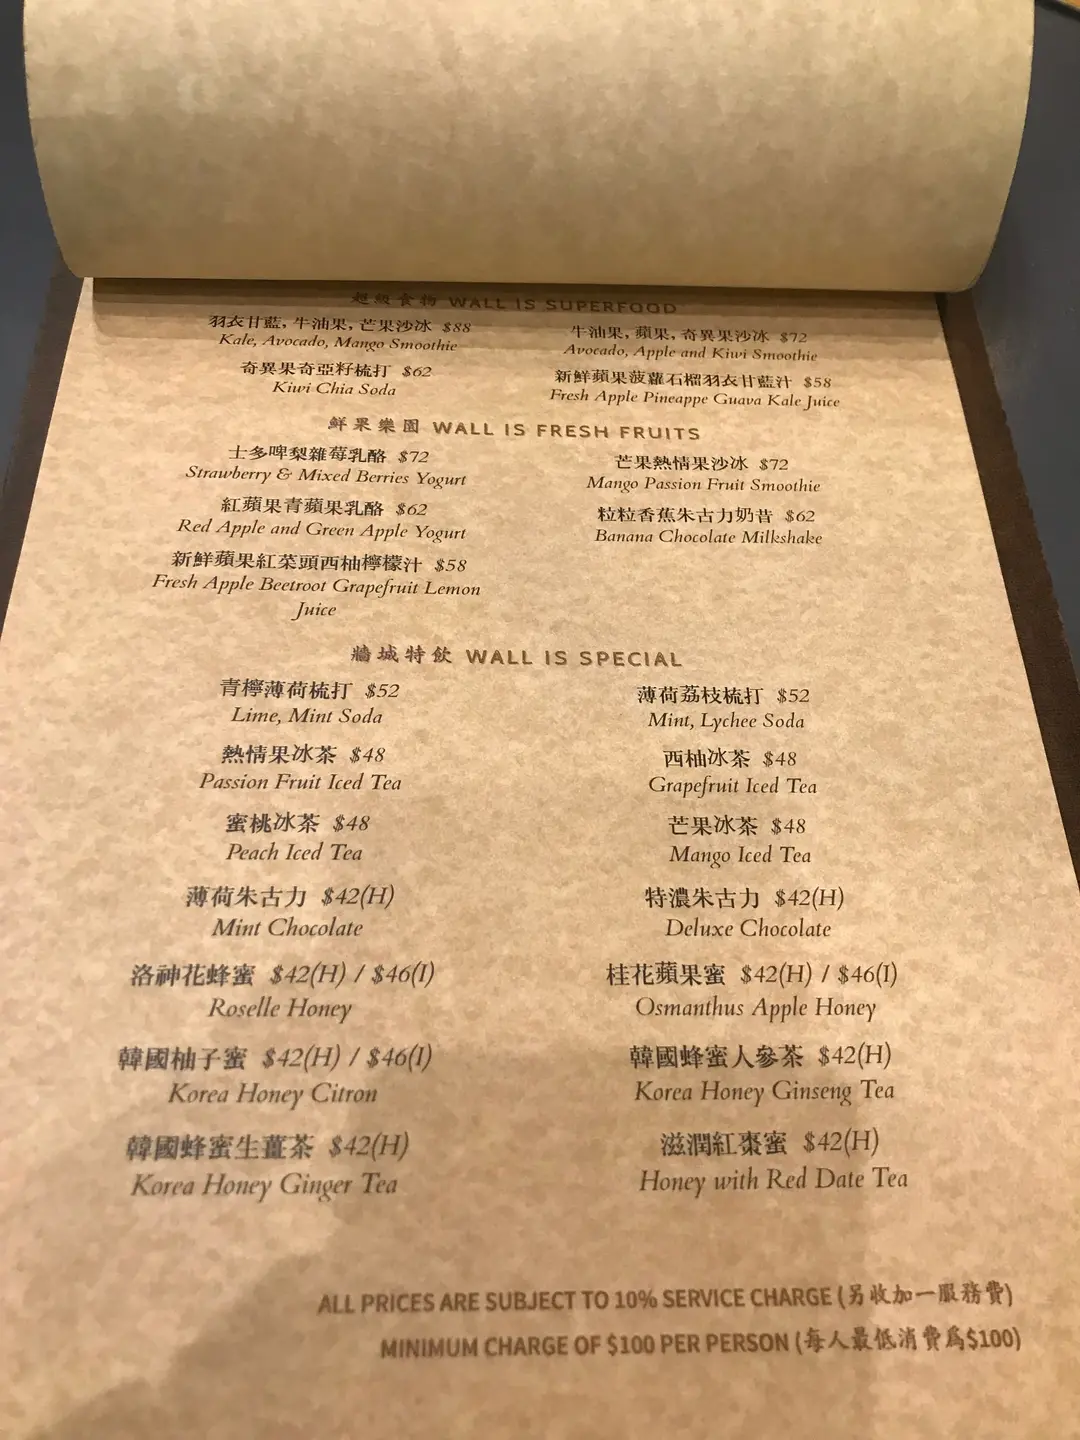 超級食物 WALL IS SUPERFOOD
羽衣甘藍, 牛油果, 芒果沙冰 $88
Kale, Avocado, Mango Smoothie
牛油果, 蘋果, 奇異果沙冰 $72
Avocado, Apple and Kiwi Smoothie
奇異果奇亞籽梳打 $62
Kiwi Chia Soda
新鮮蘋果菠蘿石榴羽衣甘藍汁 $58
Fresh Apple Pineappe Guava Kale Juice
鮮果樂園 WALL IS FRESH FRUITS
士多啤梨雜莓乳酪 $72
Strawberry & Mixed Berries Yogurt
芒果熱情果沙冰 $72
Mango Passion Fruit Smoothie
紅蘋果青蘋果乳酪 $62
Red Apple and Green Apple Yogurt
粒粒香蕉朱古力奶昔 $62
Banana Chocolate Milkshake
新鮮蘋果紅菜頭西柚檸檬汁 $58
Fresh Apple Beetroot Grapefruit Lemon
Juice
牆城特飲 WALL IS SPECIAL
青檸薄荷梳打 $52
Lime, Mint Soda
薄荷荔枝梳打 $52
Mint, Lychee Soda
熱情果冰茶 $48
Passion Fruit Iced Tea
西柚冰茶 $48
Grapefruit Iced Tea
蜜桃冰茶 $48
Peach Iced Tea
芒果冰茶 $48
Mango Iced Tea
薄荷朱古力 $42(H)
Mint Chocolate
特濃朱古力 $42(H)
Deluxe Chocolate
洛神花蜂蜜 $42(H) / $46(I)
Roselle Honey
桂花蘋果蜜 $42(H) / $46(I)
Osmanthus Apple Honey
韓國柚子蜜 $42(H) / $46(I)
Korea Honey Citron
韓國蜂蜜人參茶 $42(H)
Korea Honey Ginseng Tea
韓國蜂蜜生薑茶 $42(H)
Korea Honey Ginger Tea
滋潤紅棗蜜 $42(H)
Honey with Red Date Tea
ALL PRICES ARE SUBJECT TO 10% SERVICE CHARGE (另收加一服務費)
MINIMUM CHARGE OF $100 PER PERSON (每人最低消費為$100)